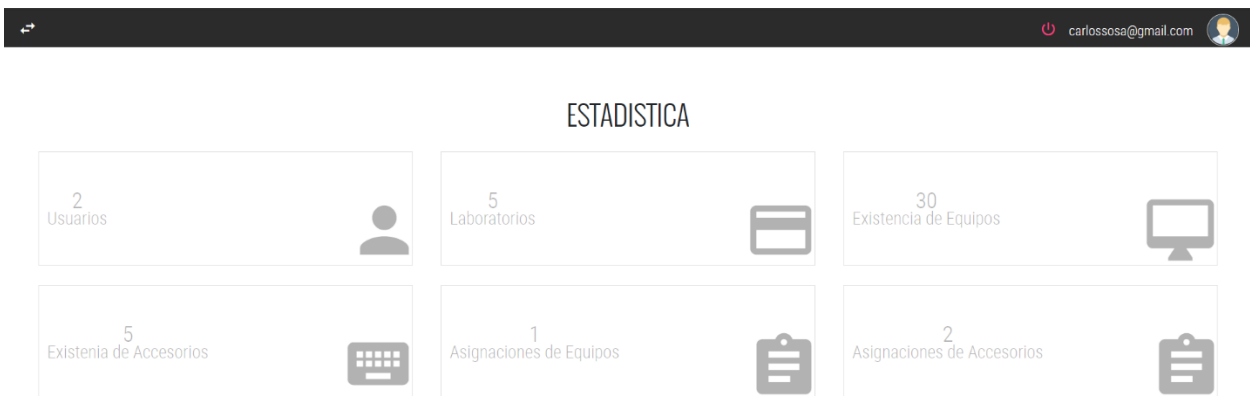 carlossosa@gmail.com
ESTADISTICA
2
Usuarios
5
Laboratorios
30
Existencia de Equipos
5
Existenia de Accesorios
1
Asignaciones de Equipos
2
Asignaciones de Accesorios